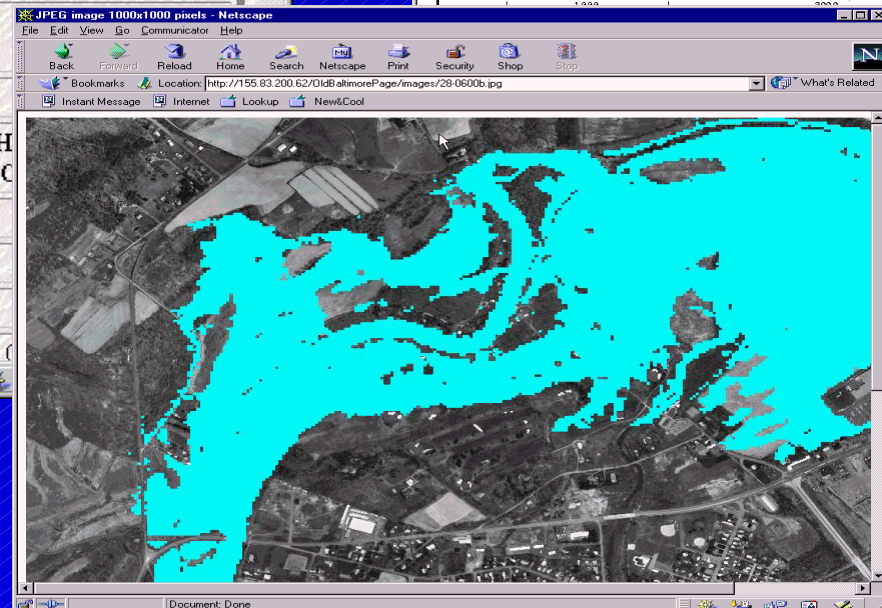 JPEG image 1000x1000 pixels - Netscape
File Edit View Go Communicator Help
Back Forward Reload Home Search Netscape Print Security Shop Stop
My
N
Bookmarks Location: http://155.83.200.62/OldBaltimorePage/images/28-0600b.jpg What's Related
Instant Message Internet Lookup New&Cool
Document: Done